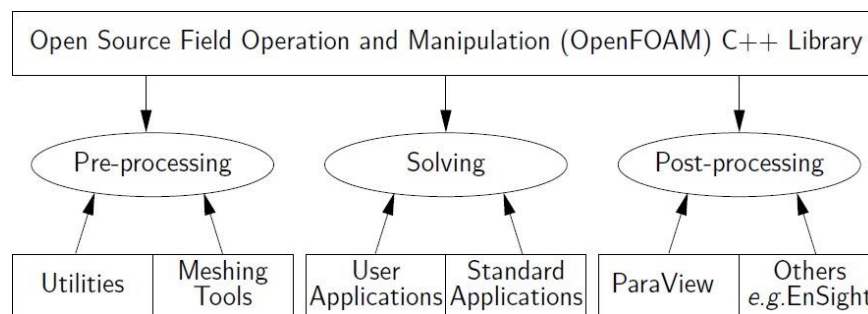 Open Source Field Operation and Manipulation (OpenFOAM) C++ Library
Pre-processing
Solving
Post-processing
Utilities
Meshing
Tools
User
Applications
Standard
Applications
ParaView
Others
e.g.EnSight